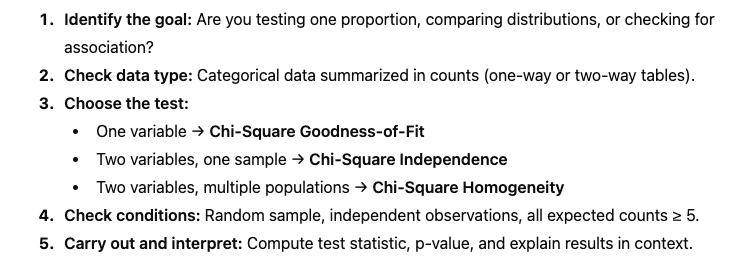 1. Identify the goal: Are you testing one proportion, comparing distributions, or checking for
association?
2. Check data type: Categorical data summarized in counts (one-way or two-way tables).
3. Choose the test:
• One variable → Chi-Square Goodness-of-Fit
• Two variables, one sample → Chi-Square Independence
• Two variables, multiple populations → Chi-Square Homogeneity
4. Check conditions: Random sample, independent observations, all expected counts ≥ 5.
5. Carry out and interpret: Compute test statistic, p-value, and explain results in context.